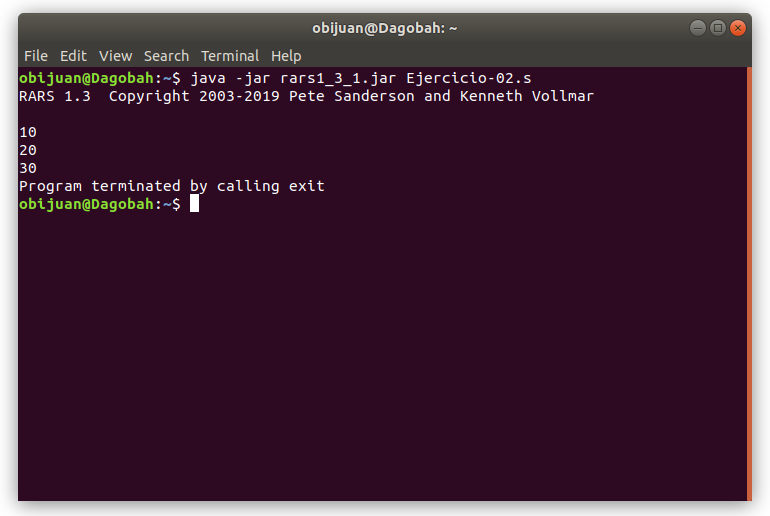 obijuan@Dagobah: ~
File Edit View Search Terminal Help
obijuan@Dagobah:~$ java -jar rars1_3_1.jar Ejercicio-02.s
RARS 1.3  Copyright 2003-2019 Pete Sanderson and Kenneth Vollmar
10
20
30
Program terminated by calling exit
obijuan@Dagobah:~$